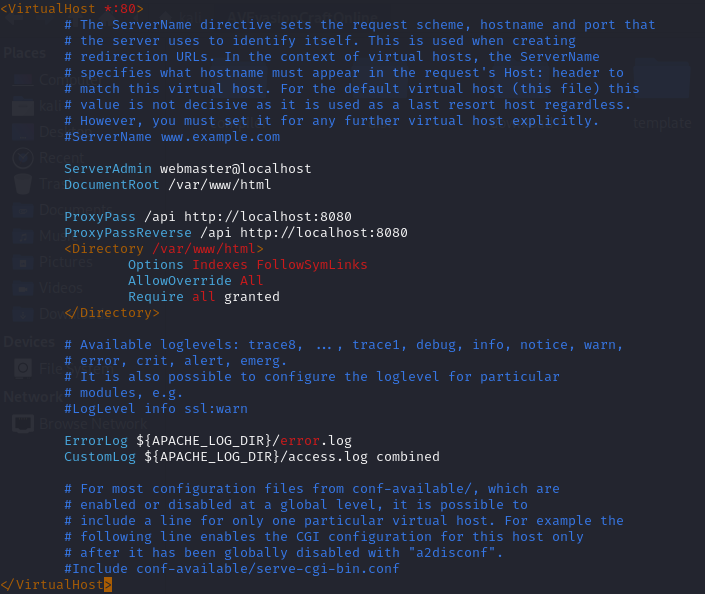 <VirtualHost *:80>
        # The ServerName directive sets the request scheme, hostname and port that
        # the server uses to identify itself. This is used when creating
        # redirection URLs. In the context of virtual hosts, the ServerName
        # specifies what hostname must appear in the request's Host: header to
        # match this virtual host. For the default virtual host (this file) this
        # value is not decisive as it is used as a last resort host regardless.
        # However, you must set it for any further virtual host explicitly.
        #ServerName www.example.com

        ServerAdmin webmaster@localhost
        DocumentRoot /var/www/html

        ProxyPass /api http://localhost:8080
        ProxyPassReverse /api http://localhost:8080
        <Directory /var/www/html>
                Options Indexes FollowSymLinks
                AllowOverride All
                Require all granted
        </Directory>

        # Available loglevels: trace8, ..., trace1, debug, info, notice, warn,
        # error, crit, alert, emerg.
        # It is also possible to configure the loglevel for particular
        # modules, e.g.
        #LogLevel info ssl:warn

        ErrorLog ${APACHE_LOG_DIR}/error.log
        CustomLog ${APACHE_LOG_DIR}/access.log combined

        # For most configuration files from conf-available/, which are
        # enabled or disabled at a global level, it is possible to
        # include a line for only one particular virtual host. For example the
        # following line enables the CGI configuration for this host only
        # after it has been globally disabled with "a2disconf".
        #Include conf-available/serve-cgi-bin.conf
</VirtualHost>
Places
Recent
Documents
Pictures
Videos
Devices
Network
Browse Network
template